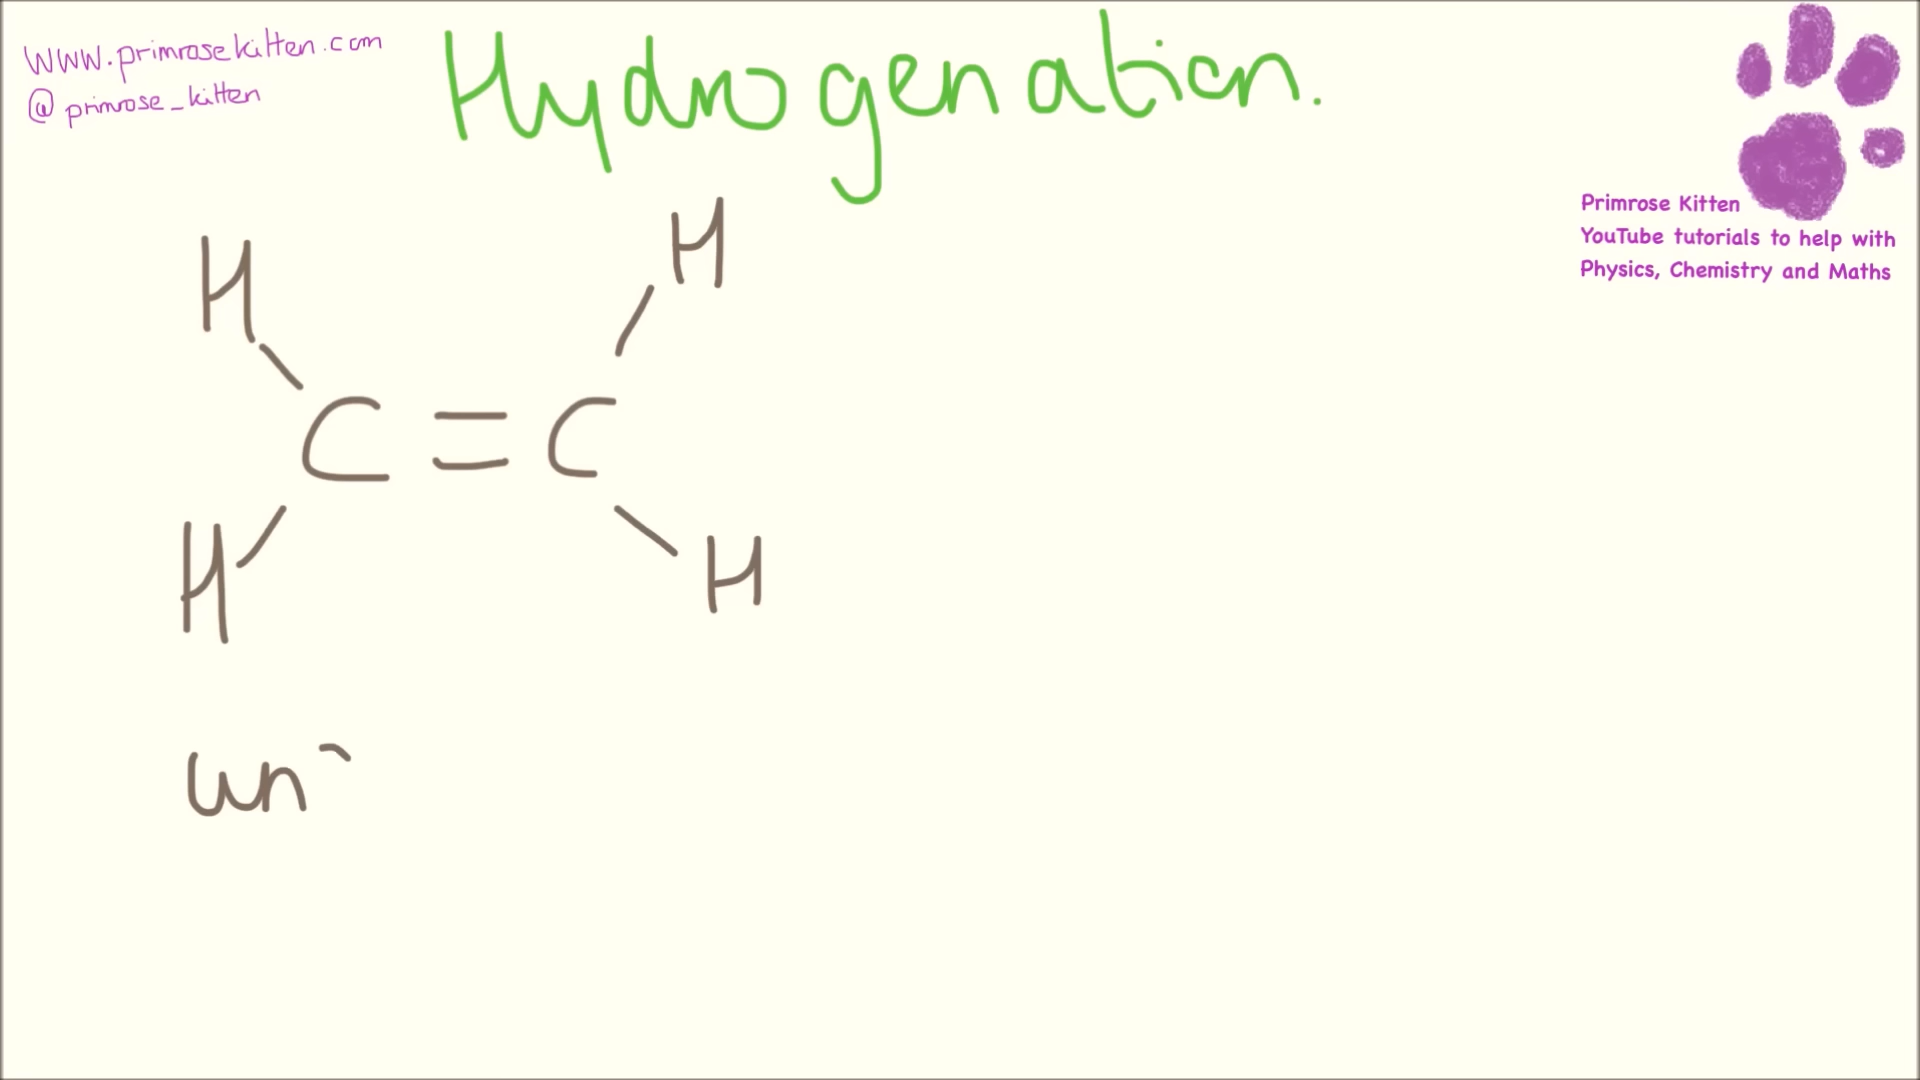 www.primrosekitten.com
@primrose_kitten
Hydrogenation.
Primrose Kitten
YouTube tutorials to help with
Physics, Chemistry and Maths
H H
C = C
H H
un